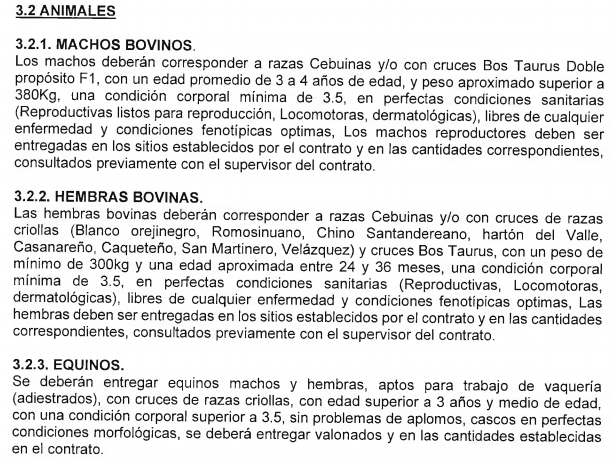 3.2 ANIMALES
3.2.1. MACHOS BOVINOS.
Los machos deberán corresponder a razas Cebuinas y/o con cruces Bos Taurus Doble
propósito F1, con un edad promedio de 3 a 4 años de edad, y peso aproximado superior a
380Kg, una condición corporal mínima de 3.5, en perfectas condiciones sanitarias
(Reproductivas listos para reproducción, Locomotoras, dermatológicas), libres de cualquier
enfermedad y condiciones fenotípicas optimas, Los machos reproductores deben ser
entregadas en los sitios establecidos por el contrato y en las cantidades correspondientes,
consultados previamente con el supervisor del contrato.
3.2.2. HEMBRAS BOVINAS.
Las hembras bovinas deberán corresponder a razas Cebuinas y/o con cruces de razas
criollas (Blanco orejinegro, Romosinuano, Chino Santandereano, hartón del Valle,
Casanareño, Caqueteño, San Martinero, Velázquez) y cruces Bos Taurus, con un peso de
mínimo de 300kg y una edad aproximada entre 24 y 36 meses, una condición corporal
mínima de 3.5, en perfectas condiciones sanitarias (Reproductivas, Locomotoras,
dermatológicas), libres de cualquier enfermedad y condiciones fenotípicas optimas, Las
hembras deben ser entregadas en los sitios establecidos por el contrato y en las cantidades
correspondientes, consultados previamente con el supervisor del contrato.
3.2.3. EQUINOS.
Se deberán entregar equinos machos y hembras, aptos para trabajo de vaquería
(adiestrados), con cruces de razas criollas, con edad superior a 3 años y medio de edad,
con una condición corporal superior a 3.5, sin problemas de aplomos, cascos en perfectas
condiciones morfológicas, se deberá entregar valonados y en las cantidades establecidas
en el contrato.